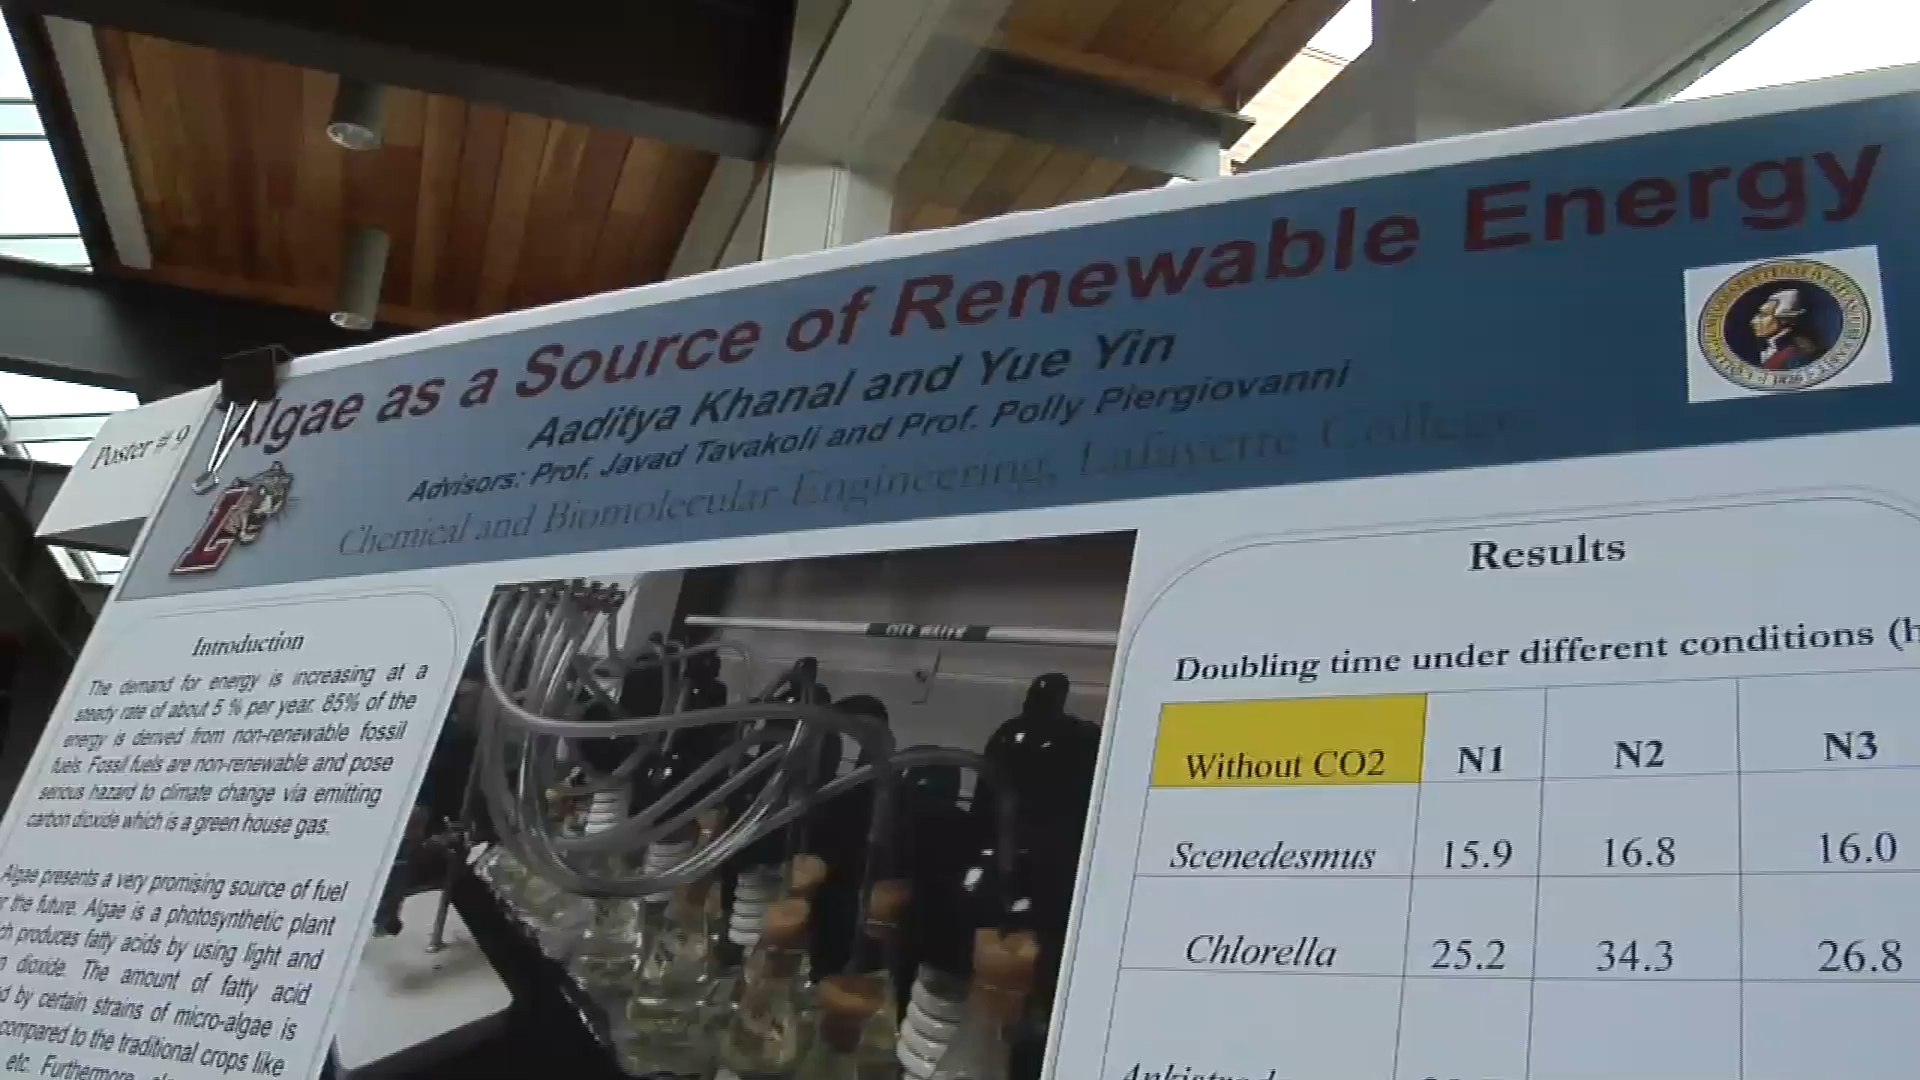 Poster # 9
Algae as a Source of Renewable Energy
Aaditya Khanal and Yue Yin
Advisors: Prof. Javad Tavakoli and Prof. Polly Piergiovanni
Chemical and Biomolecular Engineering, Lafayette College
Introduction
The demand for energy is increasing at a
steady rate of about 5 % per year. 85% of the
energy is derived from non-renewable fossil
fuels. Fossil fuels are non-renewable and pose
serious hazard to climate change via emitting
carbon dioxide which is a green house gas.
Algae presents a very promising source of fuel
the future. Algae is a photosynthetic plant
produces fatty acids by using light and
dioxide. The amount of fatty acid
by certain strains of micro-algae is
compared to the traditional crops like
etc. Furthermore
CITY WATER
Results
Doubling time under different conditions (h
Without CO2 N1 N2 N3
Scenedesmus 15.9 16.8 16.0
Chlorella 25.2 34.3 26.8